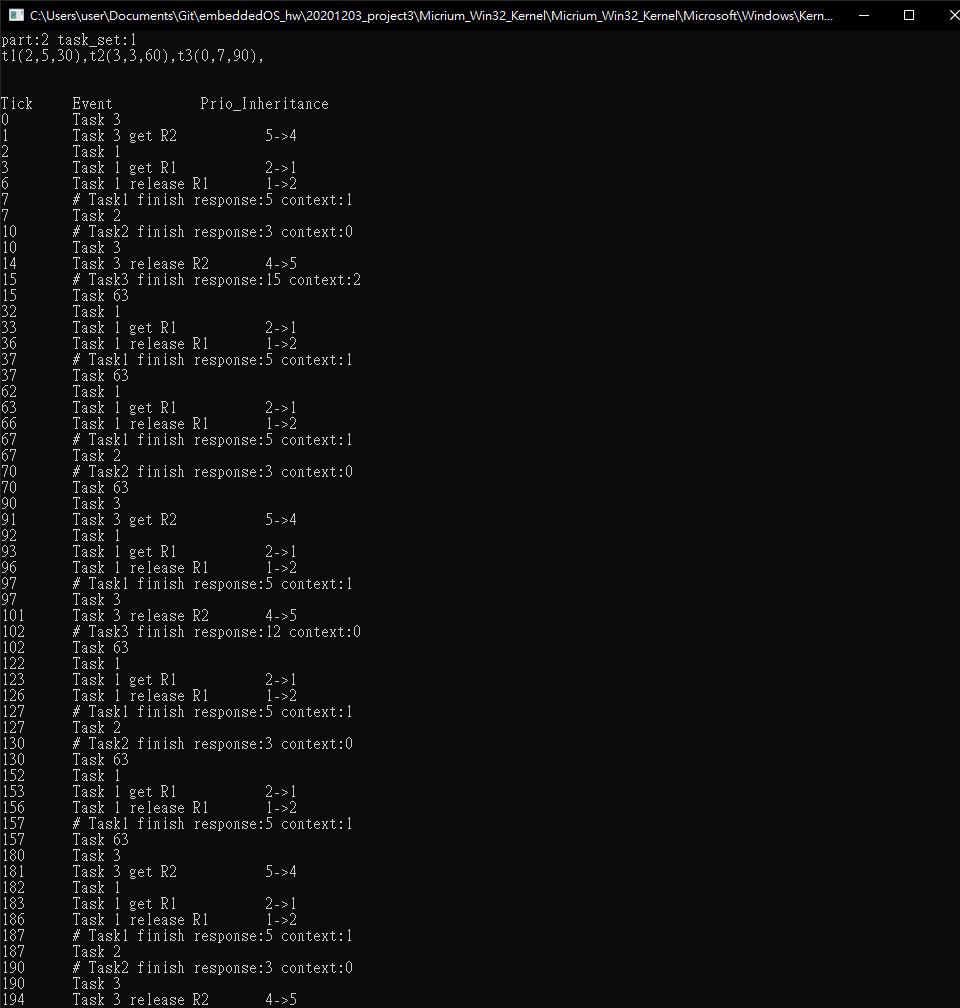 C:\Users\user\Documents\Git\embeddedOS_hw\20201203_project3\Micrium_Win32_Kernel\Micrium_Win32_Kernel\Microsoft\Windows\Kern...
part:2 task_set:1
t1(2,5,30),t2(3,3,60),t3(0,7,90),
Tick Event Prio_Inheritance
0 Task 3
1 Task 3 get R2 5->4
2 Task 1
3 Task 1 get R1 2->1
6 Task 1 release R1 1->2
7 # Task1 finish response:5 context:1
7 Task 2
10 # Task2 finish response:3 context:0
10 Task 3
14 Task 3 release R2 4->5
15 # Task3 finish response:15 context:2
15 Task 63
32 Task 1
33 Task 1 get R1 2->1
36 Task 1 release R1 1->2
37 # Task1 finish response:5 context:1
37 Task 63
62 Task 1
63 Task 1 get R1 2->1
66 Task 1 release R1 1->2
67 # Task1 finish response:5 context:1
67 Task 2
70 # Task2 finish response:3 context:0
70 Task 63
90 Task 3
91 Task 3 get R2 5->4
92 Task 1
93 Task 1 get R1 2->1
96 Task 1 release R1 1->2
97 # Task1 finish response:5 context:1
97 Task 3
101 Task 3 release R2 4->5
102 # Task3 finish response:12 context:0
102 Task 63
122 Task 1
123 Task 1 get R1 2->1
126 Task 1 release R1 1->2
127 # Task1 finish response:5 context:1
127 Task 2
130 # Task2 finish response:3 context:0
130 Task 63
152 Task 1
153 Task 1 get R1 2->1
156 Task 1 release R1 1->2
157 # Task1 finish response:5 context:1
157 Task 63
180 Task 3
181 Task 3 get R2 5->4
182 Task 1
183 Task 1 get R1 2->1
186 Task 1 release R1 1->2
187 # Task1 finish response:5 context:1
187 Task 2
190 # Task2 finish response:3 context:0
190 Task 3
194 Task 3 release R2 4->5